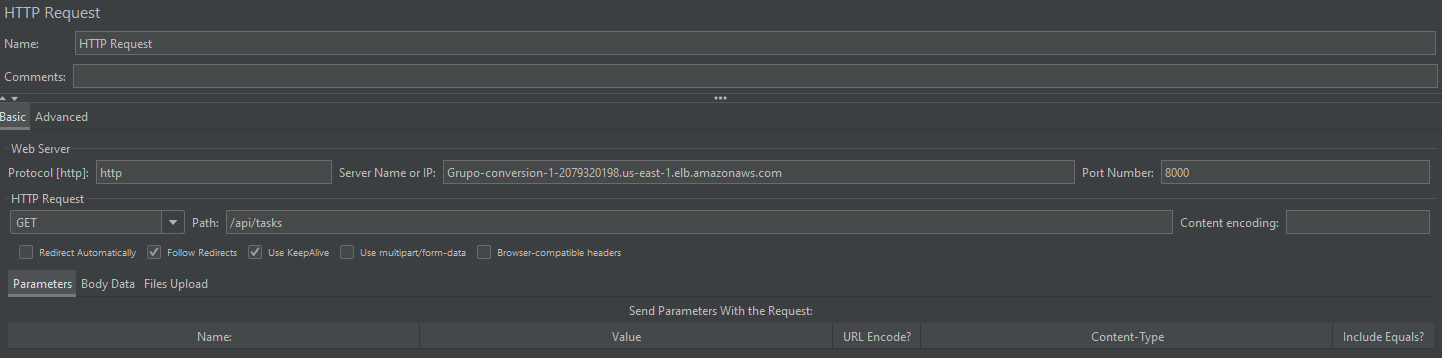 HTTP Request
Name: HTTP Request
Comments:
Basic Advanced
Web Server
Protocol [http]: http Server Name or IP: Grupo-conversion-1-2079320198.us-east-1.elb.amazonaws.com Port Number: 8000
HTTP Request
GET Path: /api/tasks Content encoding:
Redirect Automatically Follow Redirects Use KeepAlive Use multipart/form-data Browser-compatible headers
Parameters Body Data Files Upload
Send Parameters With the Request:
Name: Value URL Encode? Content-Type Include Equals?